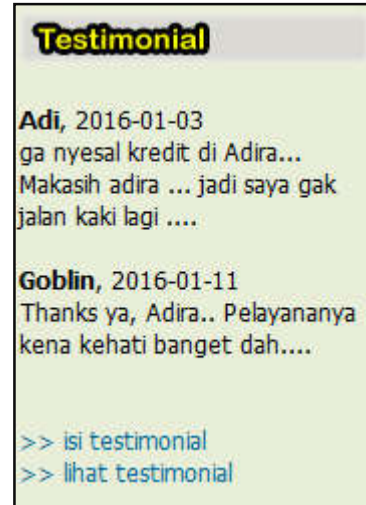 Testimonial
Adi, 2016-01-03
ga nyesal kredit di Adira...
Makasih adira ... jadi saya gak
jalan kaki lagi ....
Goblin, 2016-01-11
Thanks ya, Adira.. Pelayananya
kena kehati banget dah....
>> isi testimonial
>> lihat testimonial